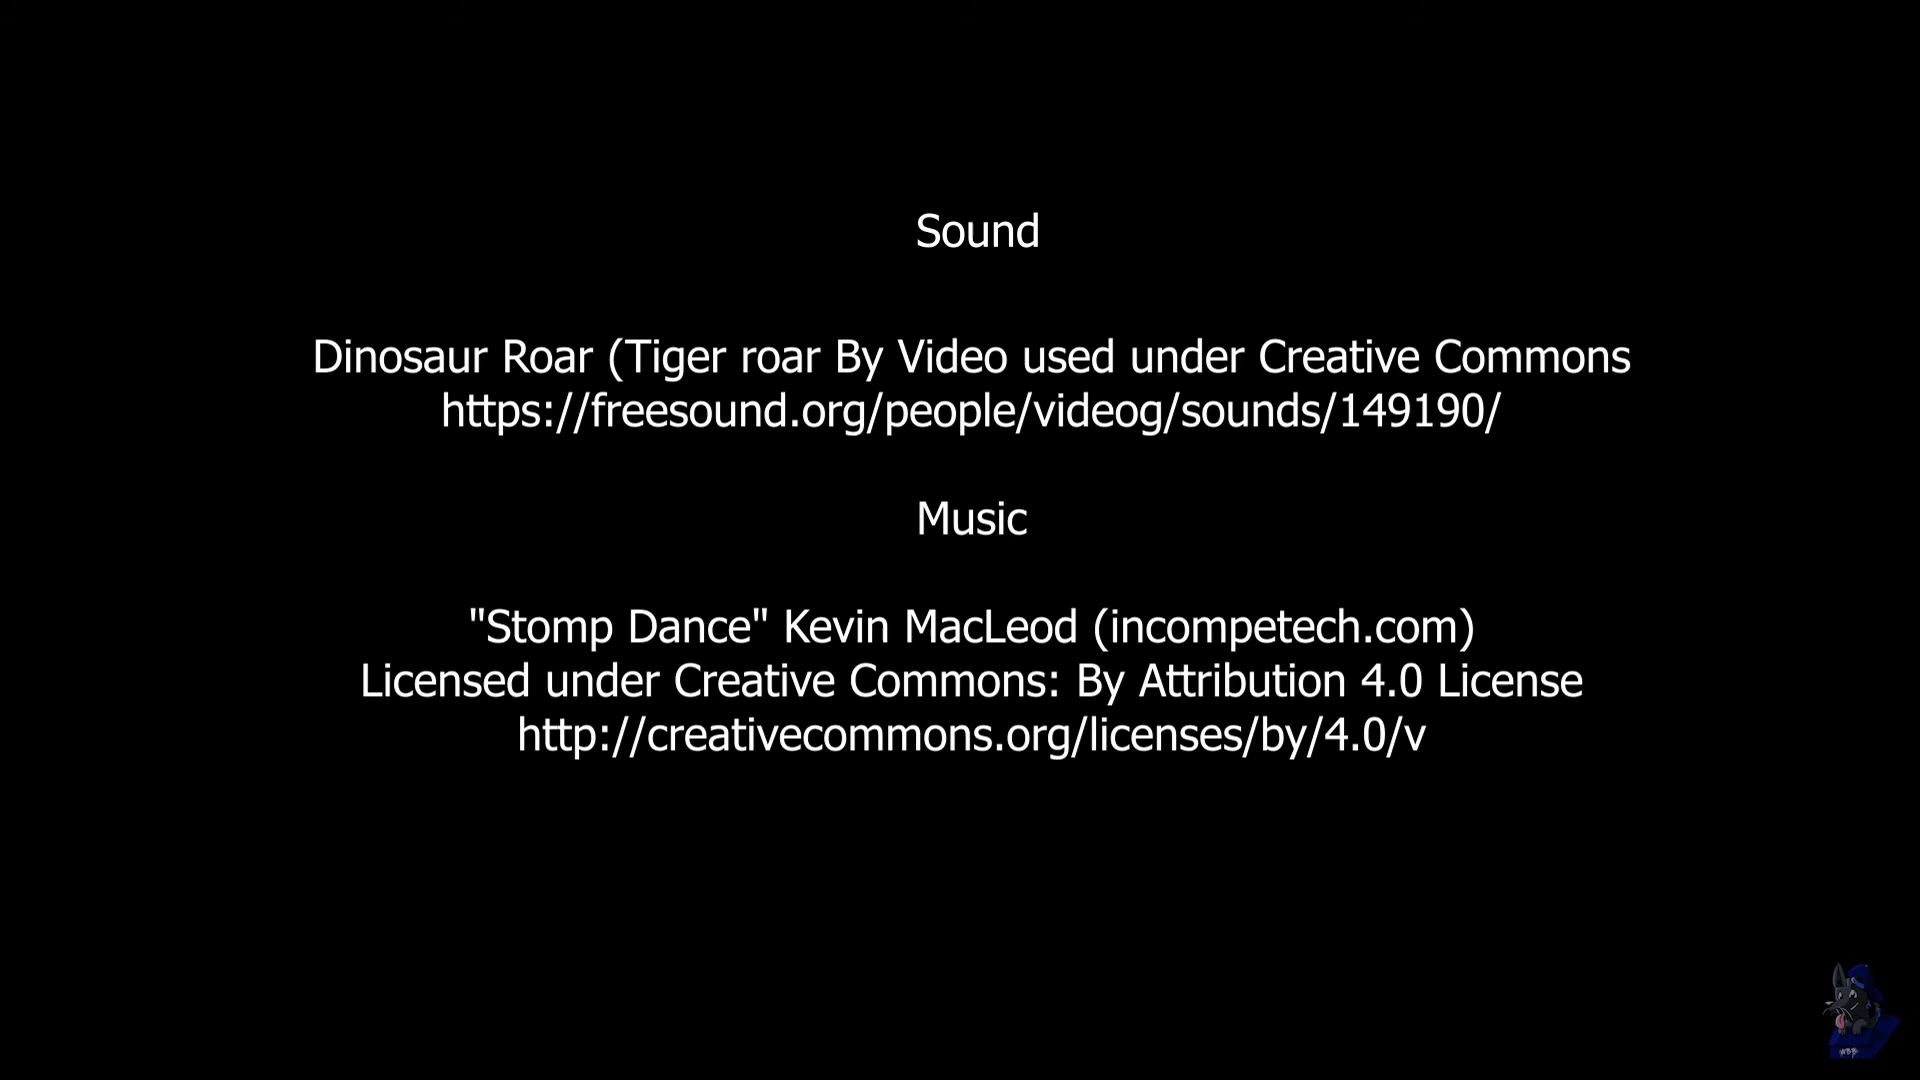 Sound
Dinosaur Roar (Tiger roar By Video used under Creative Commons
https://freesound.org/people/videog/sounds/149190/
Music
"Stomp Dance" Kevin MacLeod (incompetech.com)
Licensed under Creative Commons: By Attribution 4.0 License
http://creativecommons.org/licenses/by/4.0/v